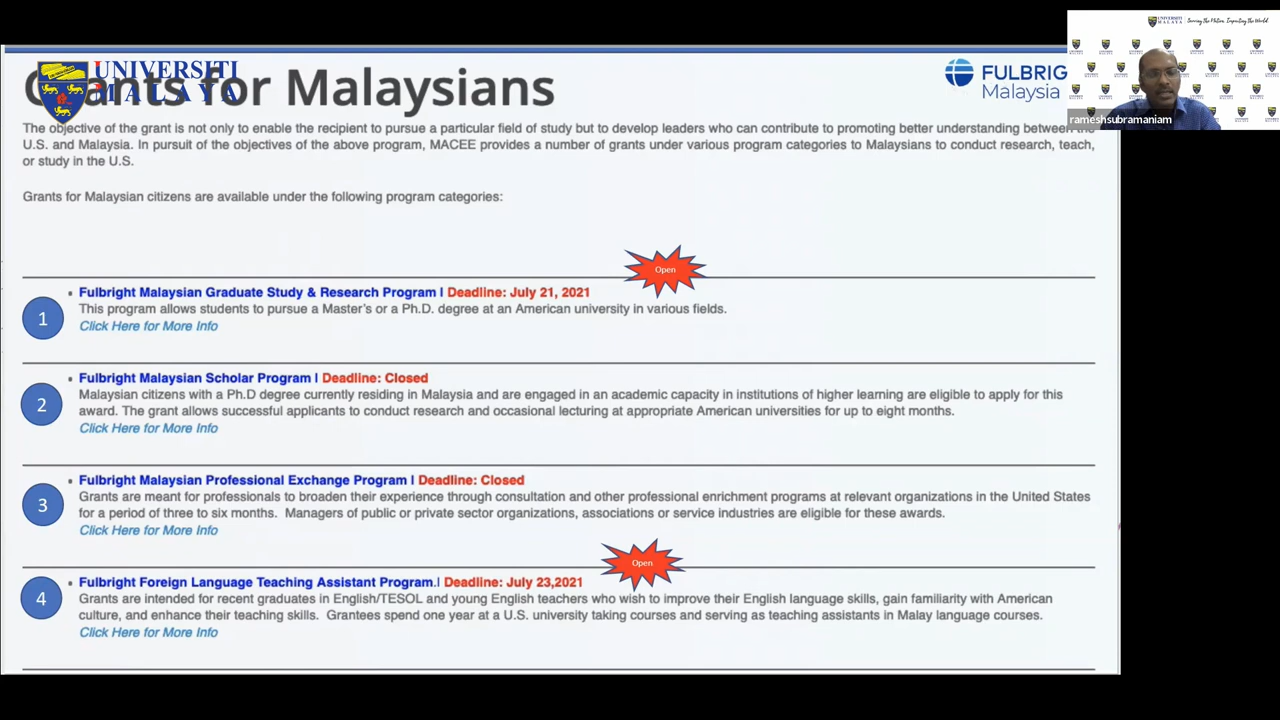 UNIVERSITI
MALAYA
Serving the Nation. Impacting the World.
UNIVERSITI
MALAYA
Grants for Malaysians
FULBRIG
Malaysia
rameshsubramaniam
The objective of the grant is not only to enable the recipient to pursue a particular field of study but to develop leaders who can contribute to promoting better understanding between the
U.S. and Malaysia. In pursuit of the objectives of the above program, MACEE provides a number of grants under various program categories to Malaysians to conduct research, teach,
or study in the U.S.
Grants for Malaysian citizens are available under the following program categories:
Open
1
▪ Fulbright Malaysian Graduate Study & Research Program | Deadline: July 21, 2021
This program allows students to pursue a Master's or a Ph.D. degree at an American university in various fields.
Click Here for More Info
2
▪ Fulbright Malaysian Scholar Program | Deadline: Closed
Malaysian citizens with a Ph.D degree currently residing in Malaysia and are engaged in an academic capacity in institutions of higher learning are eligible to apply for this
award. The grant allows successful applicants to conduct research and occasional lecturing at appropriate American universities for up to eight months.
Click Here for More Info
3
▪ Fulbright Malaysian Professional Exchange Program | Deadline: Closed
Grants are meant for professionals to broaden their experience through consultation and other professional enrichment programs at relevant organizations in the United States
for a period of three to six months. Managers of public or private sector organizations, associations or service industries are eligible for these awards.
Click Here for More Info
Open
4
▪ Fulbright Foreign Language Teaching Assistant Program.| Deadline: July 23,2021
Grants are intended for recent graduates in English/TESOL and young English teachers who wish to improve their English language skills, gain familiarity with American
culture, and enhance their teaching skills. Grantees spend one year at a U.S. university taking courses and serving as teaching assistants in Malay language courses.
Click Here for More Info